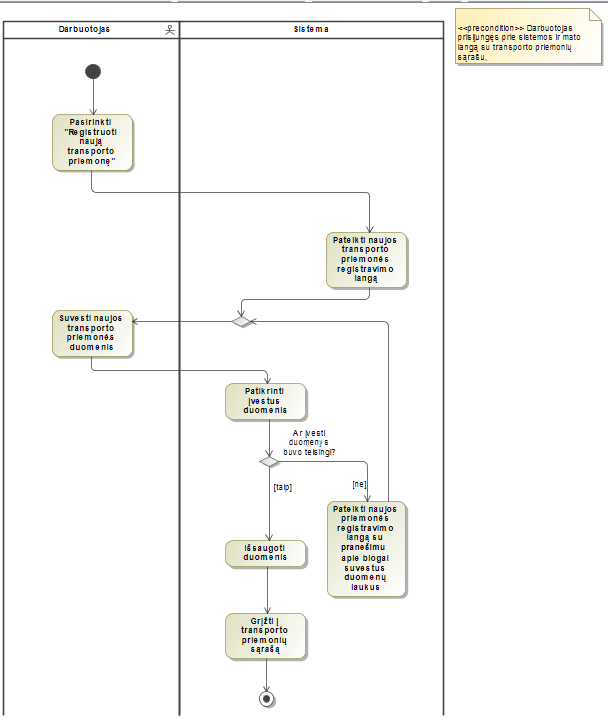 Darbuotojas
Sistema
<<precondition>> Darbuotojas
prisijungęs prie sistemos ir mato
langą su transporto priemonių
sąrašu.
Pasirinkti
"Registruoti
naują
transporto
priemonę"
Pateikti naujos
transporto
priemonės
registravimo
langą
Suvesti naujos
transporto
priemonės
duomenis
Patikrinti
įvestus
duomenis
Ar įvesti
duomenys
buvo teisingi?
[taip]
[ne]
Pateikti naujos
priemonės
registravimo
langą su
pranešimu
apie blogai
suvestus
duomenų
laukus
Išsaugoti
duomenis
Grįžti į
transporto
priemonių
sąrašą